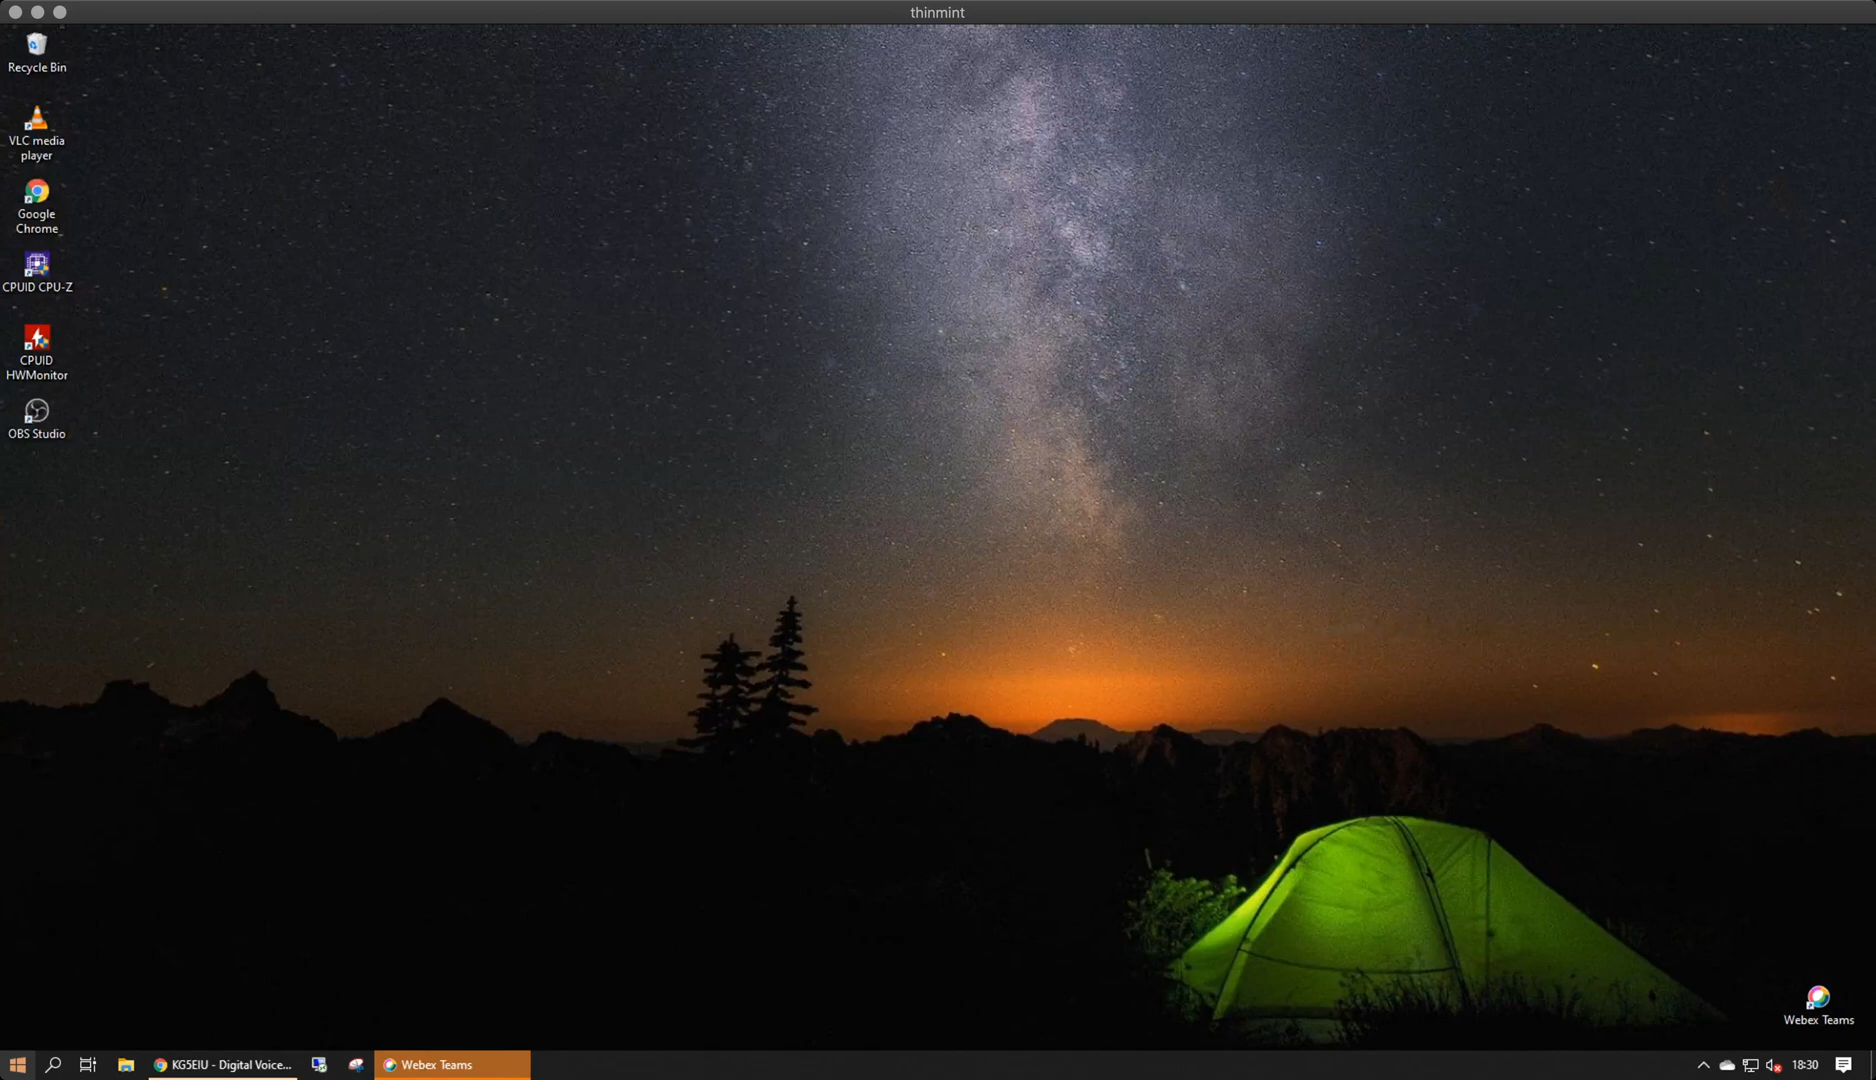 thinmint
Recycle Bin
VLC media
player
Google
Chrome
CPUID CPU-Z
CPUID
HWMonitor
OBS Studio
Webex Teams
KG5EIU - Digital Voice...
Webex Teams
18:30